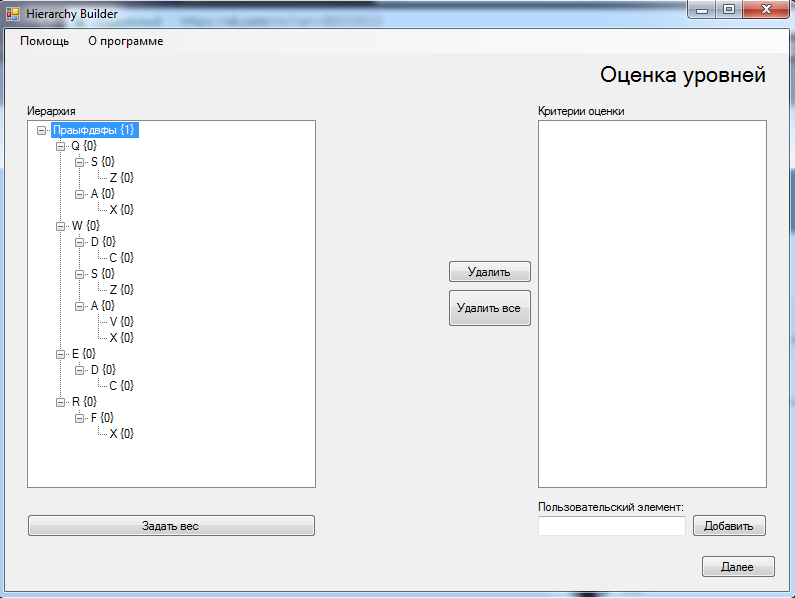 Hierarchy Builder
Помощь О программе
Оценка уровней
Иерархия
Критерии оценки
Праыфдвфы {1}
Q {0}
S {0}
Z {0}
A {0}
X {0}
W {0}
D {0}
C {0}
S {0}
Z {0}
A {0}
V {0}
X {0}
E {0}
D {0}
C {0}
R {0}
F {0}
X {0}
Удалить
Удалить все
Пользовательский элемент:
Задать вес
Добавить
Далее